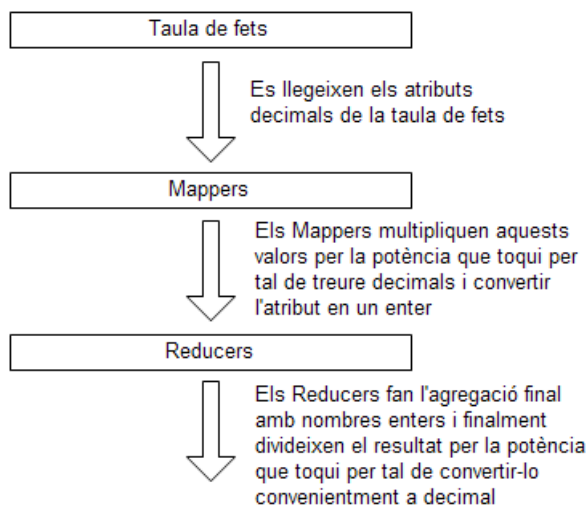 Taula de fets
Es llegeixen els atributs
decimals de la taula de fets
Mappers
Els Mappers multipliquen aquests
valors per la potència que toqui per
tal de treure decimals i convertir
l'atribut en un enter
Reducers
Els Reducers fan l'agregació final
amb nombres enters i finalment
divideixen el resultat per la potència
que toqui per tal de convertir-lo
convenientment a decimal